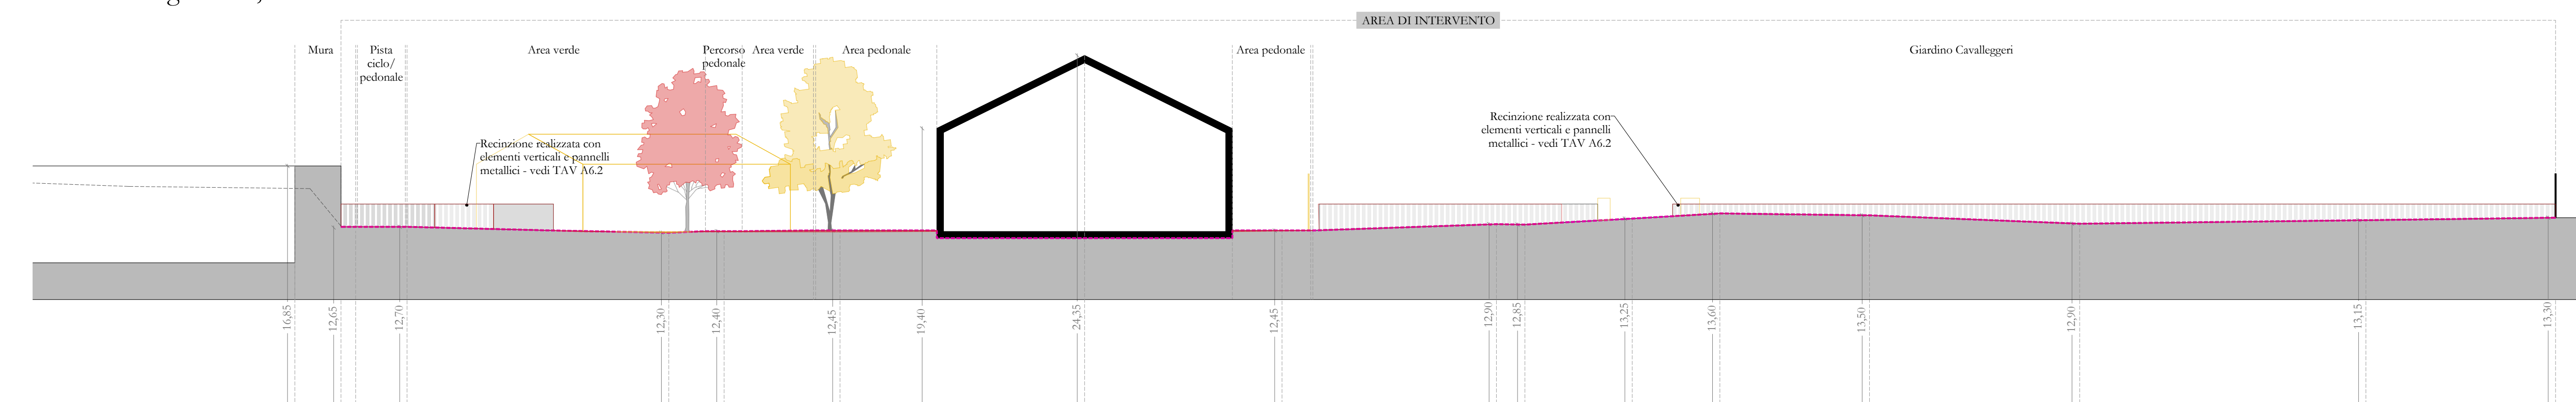 AREA DI INTERVENTO
Mura
Pista
ciclo/
pedonale
Area verde
Percorso
pedonale
Area verde
Area pedonale
Area pedonale
Giardino Cavalleggeri
Recinzione realizzata con
elementi verticali e pannelli
metallici - vedi TAV A6.2
Recinzione realizzata con
elementi verticali e pannelli
metallici - vedi TAV A6.2
16,85
12,65
12,70
12,30
12,40
12,45
19,40
24,35
12,45
12,90
12,85
13,25
13,60
13,50
12,90
13,15
13,30